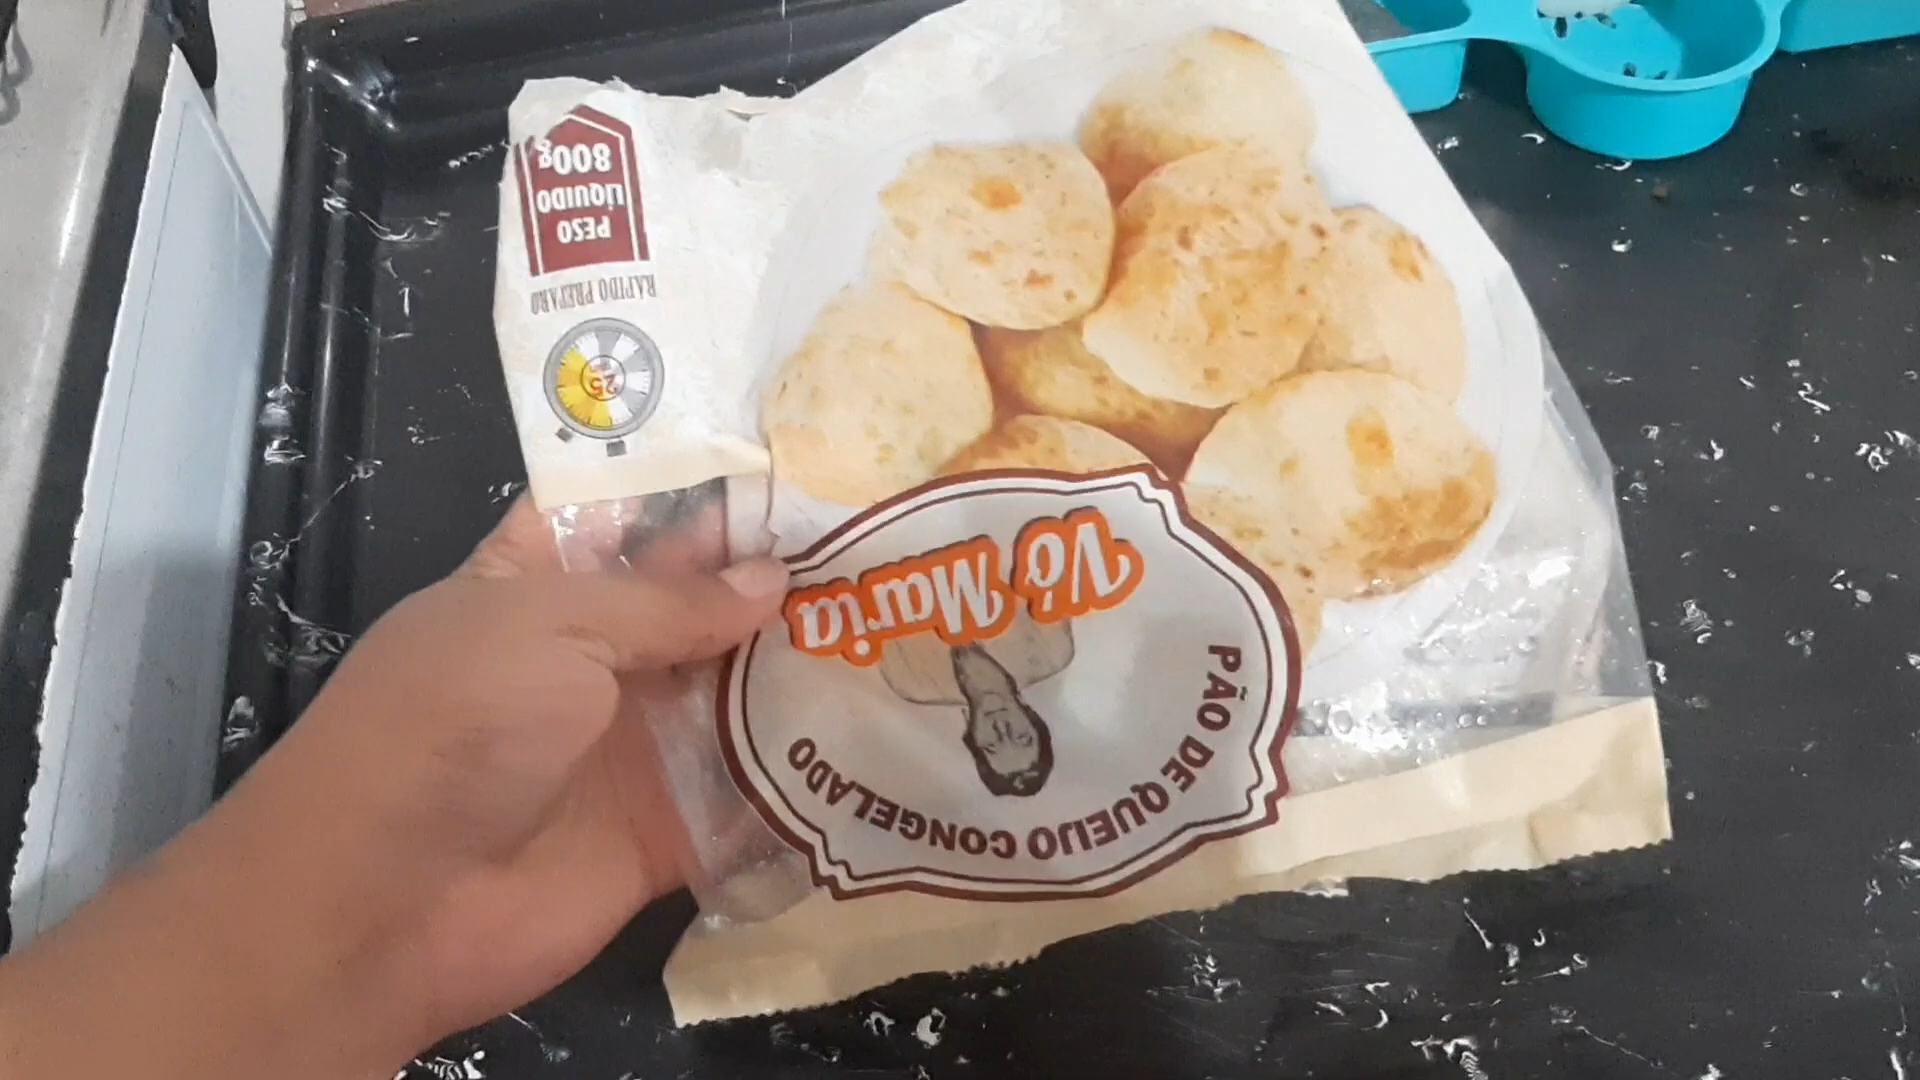 Vó Maria
PÃO DE QUEIJO CONGELADO
25
RÁPIDO PREPARO
PESO
LÍQUIDO
800g